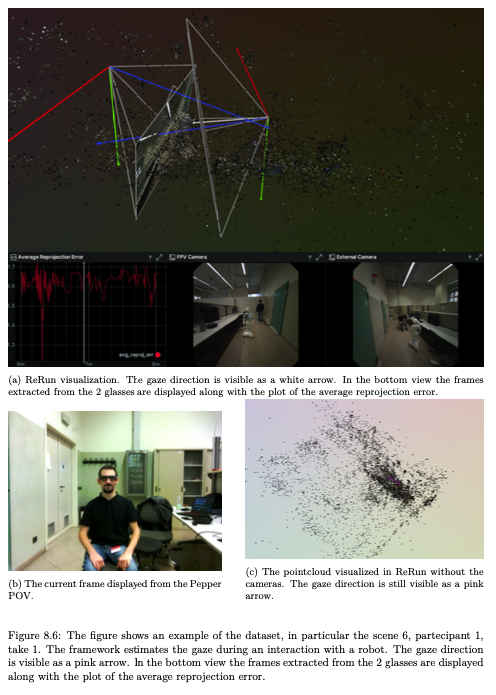 Average Reprojection Error
?
FPV Camera
?
External Camera
?
avg_reproj_err
(a) ReRun visualization. The gaze direction is visible as a white arrow. In the bottom view the frames
extracted from the 2 glasses are displayed along with the plot of the average reprojection error.
(b) The current frame displayed from the Pepper
POV.
(c) The pointcloud visualized in ReRun without the
cameras. The gaze direction is still visible as a pink
arrow.
Figure 8.6: The figure shows an example of the dataset, in particular the scene 6, partecipant 1,
take 1. The framework estimates the gaze during an interaction with a robot. The gaze direction
is visible as a pink arrow. In the bottom view the frames extracted from the 2 glasses are displayed
along with the plot of the average reprojection error.